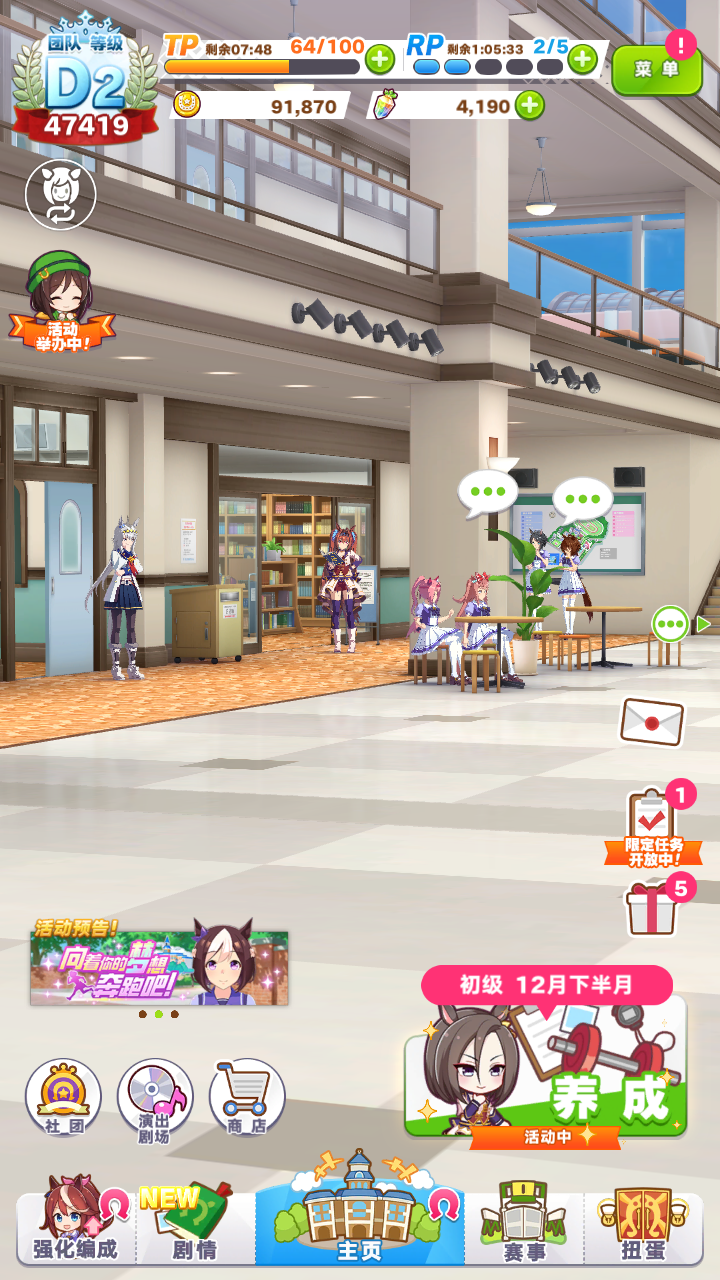 团队 等级
D2
47419
TP 剩余07:48 64/100
RP 剩余1:05:33 2/5
菜单
!
91,870
4,190
活动
举办中!
1
限定任务
开放中!
5
活动预告!
向着你的梦想
奔跑吧!
初级 12月下半月
养成
活动中
社团
演出
剧场
商店
强化编成
NEW
剧情
主页
赛事
扭蛋